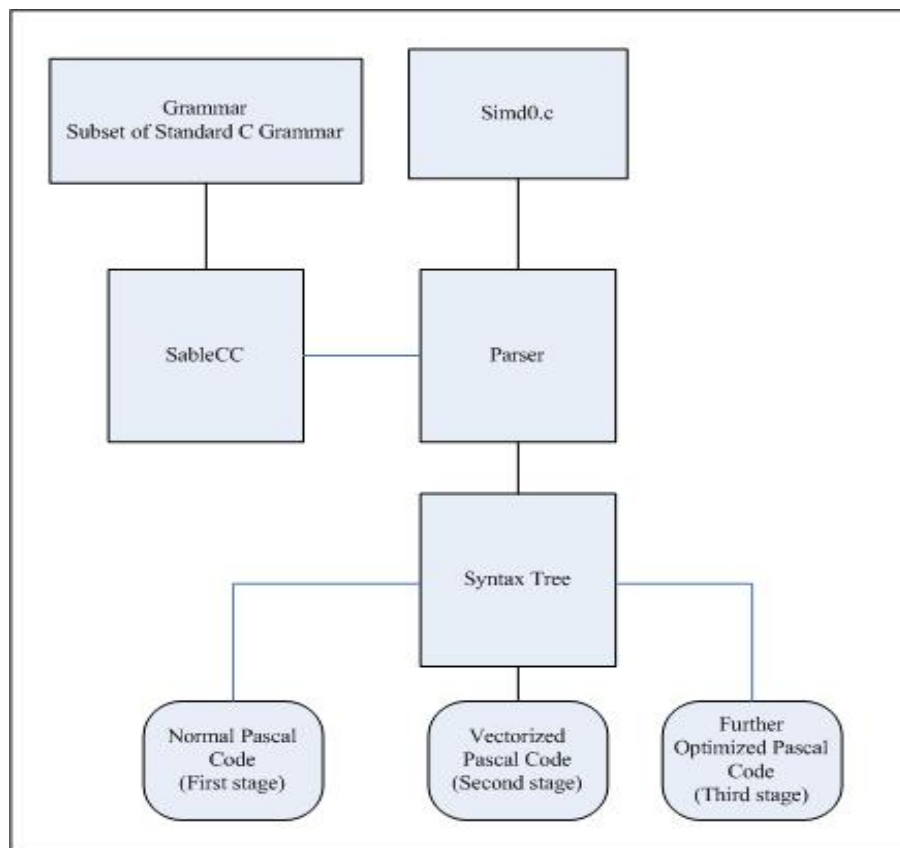 Grammar
Subset of Standard C Grammar
Simd0.c
SableCC
Parser
Syntax Tree
Normal Pascal
Code
(First stage)
Vectorized
Pascal Code
(Second stage)
Further
Optimized Pascal
Code
(Third stage)